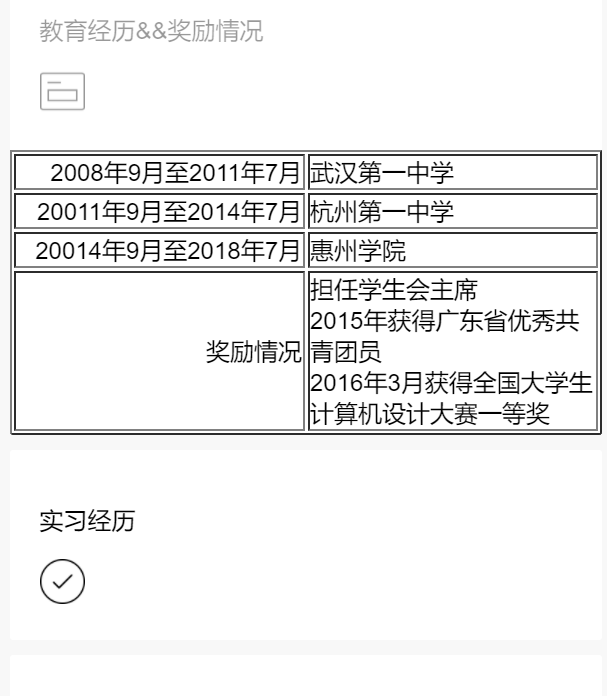 教育经历&&奖励情况
2008年9月至2011年7月 武汉第一中学
20011年9月至2014年7月 杭州第一中学
20014年9月至2018年7月 惠州学院
奖励情况
担任学生会主席
2015年获得广东省优秀共
青团员
2016年3月获得全国大学生
计算机设计大赛一等奖
实习经历